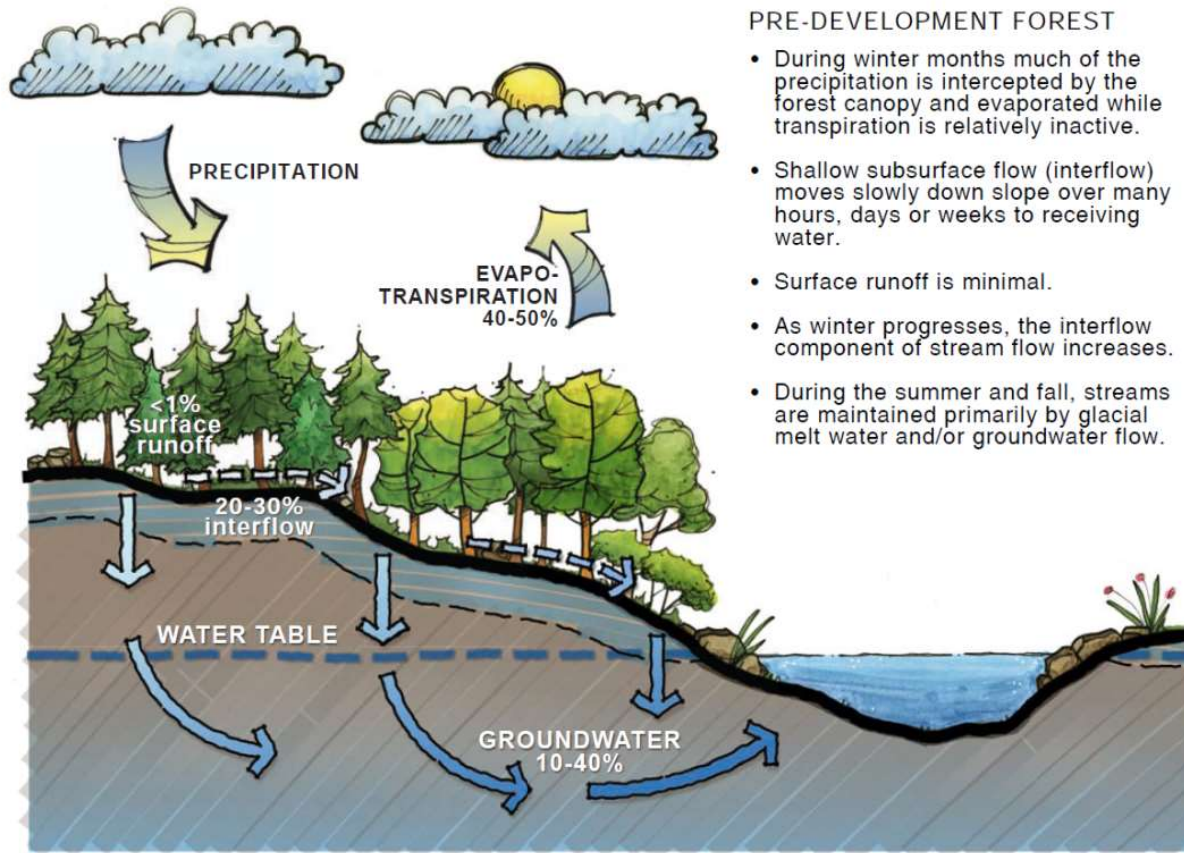 PRE-DEVELOPMENT FOREST
• During winter months much of the
precipitation is intercepted by the
forest canopy and evaporated while
transpiration is relatively inactive.
• Shallow subsurface flow (interflow)
moves slowly down slope over many
hours, days or weeks to receiving
water.
• Surface runoff is minimal.
• As winter progresses, the interflow
component of stream flow increases.
• During the summer and fall, streams
are maintained primarily by glacial
melt water and/or groundwater flow.
PRECIPITATION
EVAPO-
TRANSPIRATION
40-50%
<1%
surface
runoff
20-30%
interflow
WATER TABLE
GROUNDWATER
10-40%